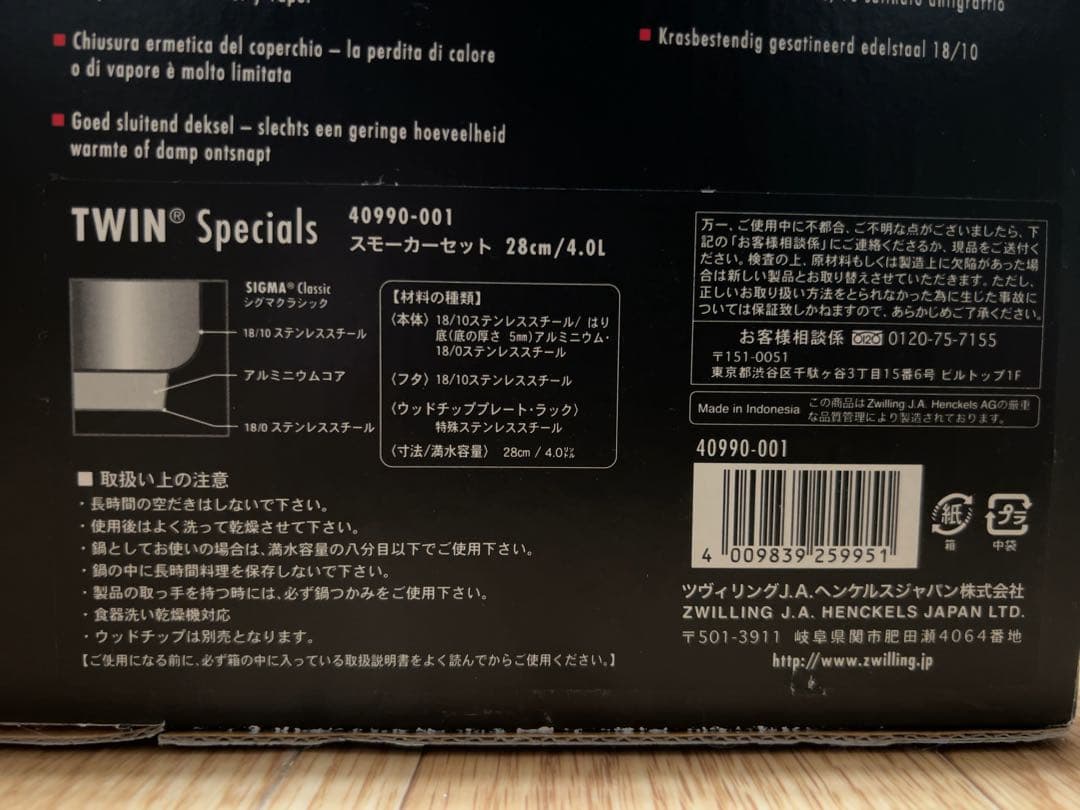 y vapor
Chiusura ermetica del coperchio – la perdita di calore
o di vapore è molto limitata
Goed sluitend deksel – slechts een geringe hoeveelheid
warmte of damp ontsnapt
satinato antigraffio
Krasbestendig gesatineerd edelstaal 18/10
TWIN® Specials
40990-001
スモーカーセット 28cm/4.0L
SIGMA® Classic
シグマクラシック
18/10 ステンレススチール
アルミニウムコア
18/0 ステンレススチール
【材料の種類】
〈本体〉18/10ステンレススチール/ はり
底(底の厚さ 5mm)アルミニウム・
18/0ステンレススチール
〈フタ〉18/10ステンレススチール
〈ウッドチッププレート・ラック〉
特殊ステンレススチール
〈寸法/満水容量〉 28cm / 4.0㍑
■ 取扱い上の注意
・長時間の空だきはしないで下さい。
・使用後はよく洗って乾燥させて下さい。
・鍋としてお使いの場合は、満水容量の八分目以下でご使用下さい。
・鍋の中に長時間料理を保存しないで下さい。
・製品の取っ手を持つ時には、必ず鍋つかみをご使用下さい。
・食器洗い乾燥機対応
・ウッドチップは別売となります。
【ご使用になる前に、必ず箱の中に入っている取扱説明書をよく読んでからご使用ください。】
万一、ご使用中に不都合、ご不明な点がございましたら、下
記の「お客様相談係」にご連絡くださるか、現品をご送付く
ださい。検査の上、原材料もしくは製造上に欠陥があった場
合は新しい製品とお取り替えさせていただきます。ただし、
正しいお取り扱い方法をとられなかった為に生じた事故に
ついては保証致しかねますので、あらかじめご了承ください。
お客様相談係 0120 0120-75-7155
〒151-0051
東京都渋谷区千駄ヶ谷3丁目15番6号 ビルトップ1F
Made in Indonesia
この商品はZwilling J.A. Henckels AGの厳重
な品質管理により製造されております。
40990-001
4 009839 259951
紙
箱
プラ
中袋
ツヴィリングJ.A.ヘンケルスジャパン株式会社
ZWILLING J.A. HENCKELS JAPAN LTD.
〒501-3911 岐阜県関市肥田瀬4064番地
http://www.zwilling.jp